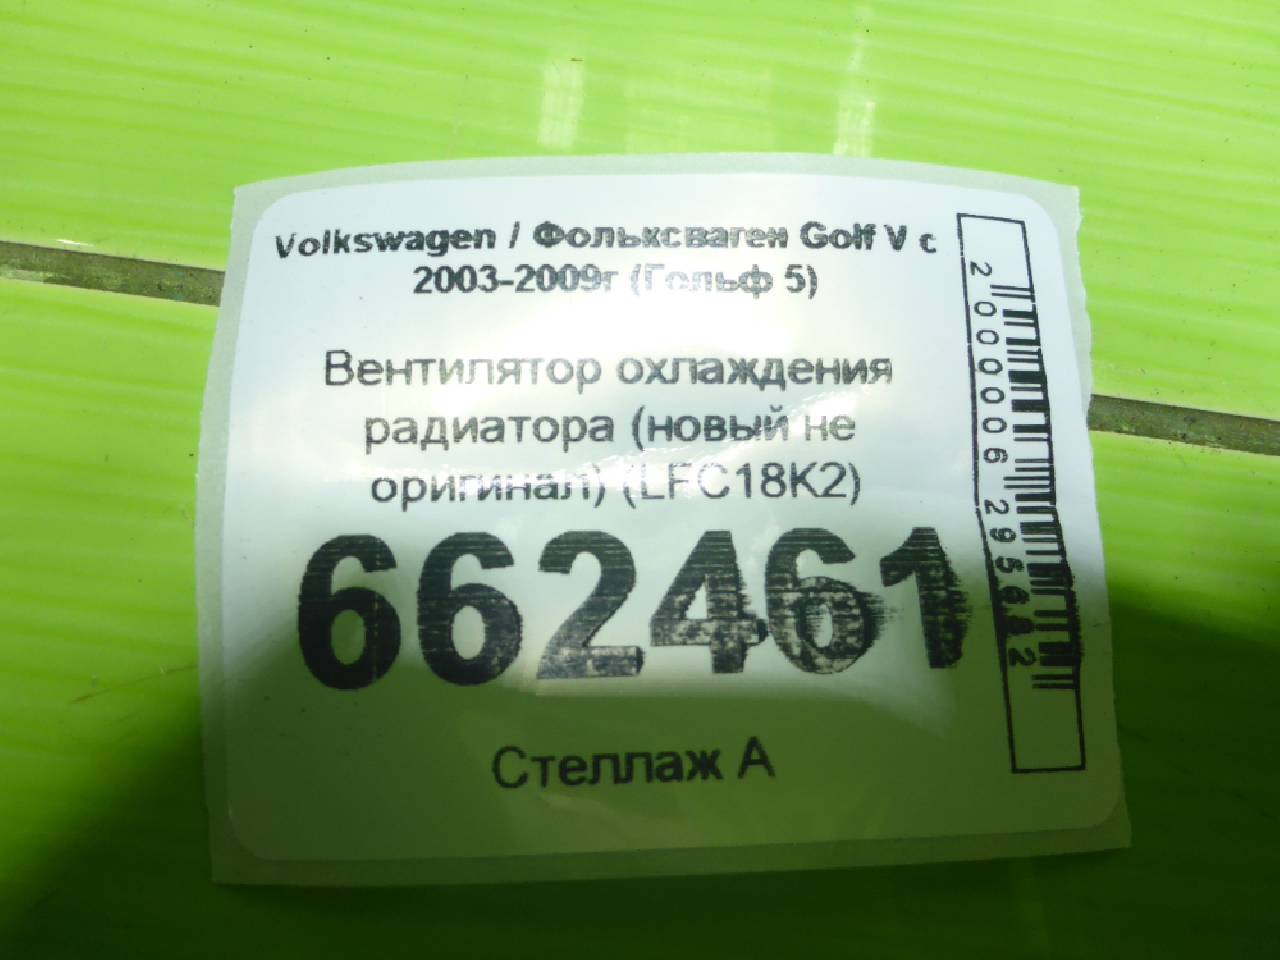 Volkswagen / Фольксваген Golf V с
2003-2009г (Гольф 5)
Вентилятор охлаждения
радиатора (новый не
оригинал) (LFC18K2)
662461
Стеллаж А
2000006295682